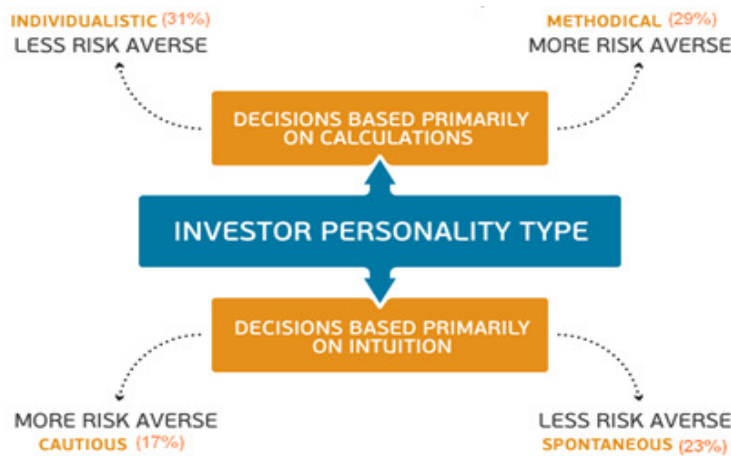 INDIVIDUALISTIC (31%)
LESS RISK AVERSE
METHODICAL (29%)
MORE RISK AVERSE
DECISIONS BASED PRIMARILY
ON CALCULATIONS
INVESTOR PERSONALITY TYPE
DECISIONS BASED PRIMARILY
ON INTUITION
MORE RISK AVERSE
CAUTIOUS (17%)
LESS RISK AVERSE
SPONTANEOUS (23%)